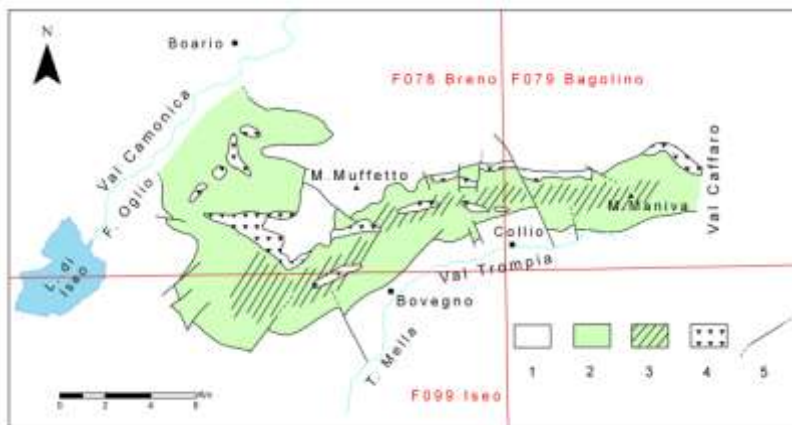 N
Boario
F078 Breno
F079 Bagolino
Val Camonica
F. Oglio
M. Muffetto
Val Caffaro
M. Maniva
Collio
L. di
Iseo
Val Trompia
Bovegno
T. Mella
F099 Iseo
1 2 3 4 5
0 2 4 6